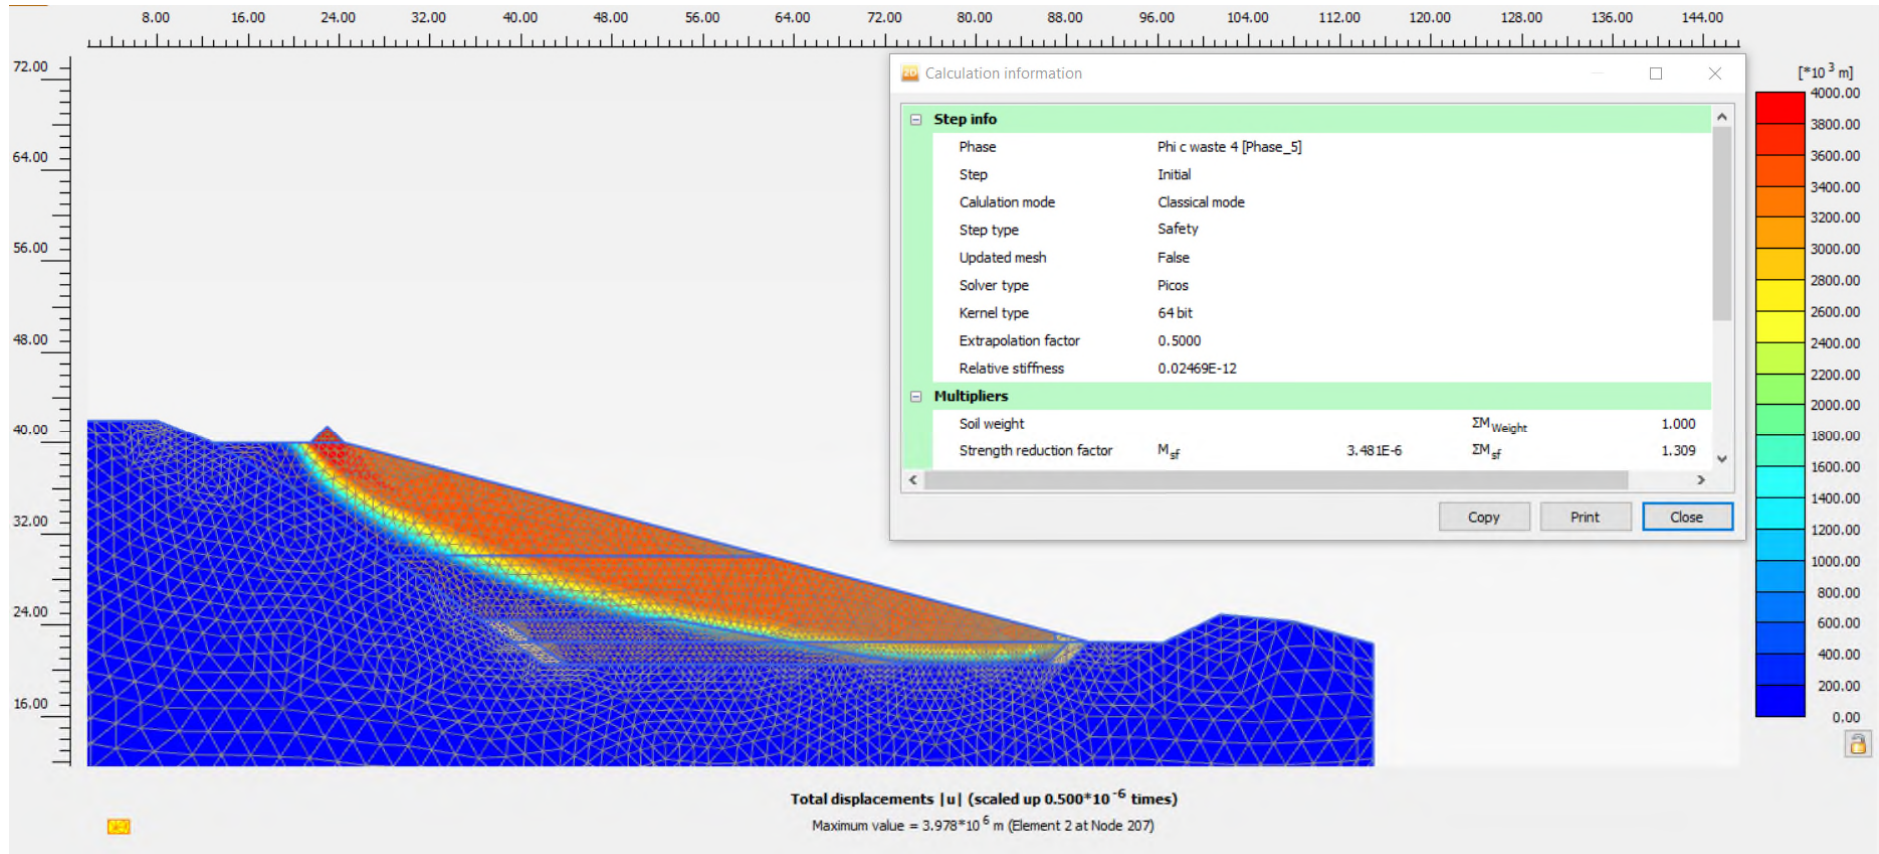 8.00 16.00 24.00 32.00 40.00 48.00 56.00 64.00 72.00 80.00 88.00 96.00 104.00 112.00 120.00 128.00 136.00 144.00
72.00
64.00
56.00
48.00
40.00
32.00
24.00
16.00
Calculation information
Step info
Phase Phi c waste 4 [Phase_5]
Step Initial
Calulation mode Classical mode
Step type Safety
Updated mesh False
Solver type Picos
Kernel type 64 bit
Extrapolation factor 0.5000
Relative stiffness 0.02469E-12
Multipliers
Soil weight ΣM Weight 1.000
Strength reduction factor M sf 3.481E-6 ΣM sf 1.309
Copy Print Close
[*10 3 m]
4000.00
3800.00
3600.00
3400.00
3200.00
3000.00
2800.00
2600.00
2400.00
2200.00
2000.00
1800.00
1600.00
1400.00
1200.00
1000.00
800.00
600.00
400.00
200.00
0.00
Total displacements |u| (scaled up 0.500*10 -6 times)
Maximum value = 3.978*10 6 m (Element 2 at Node 207)